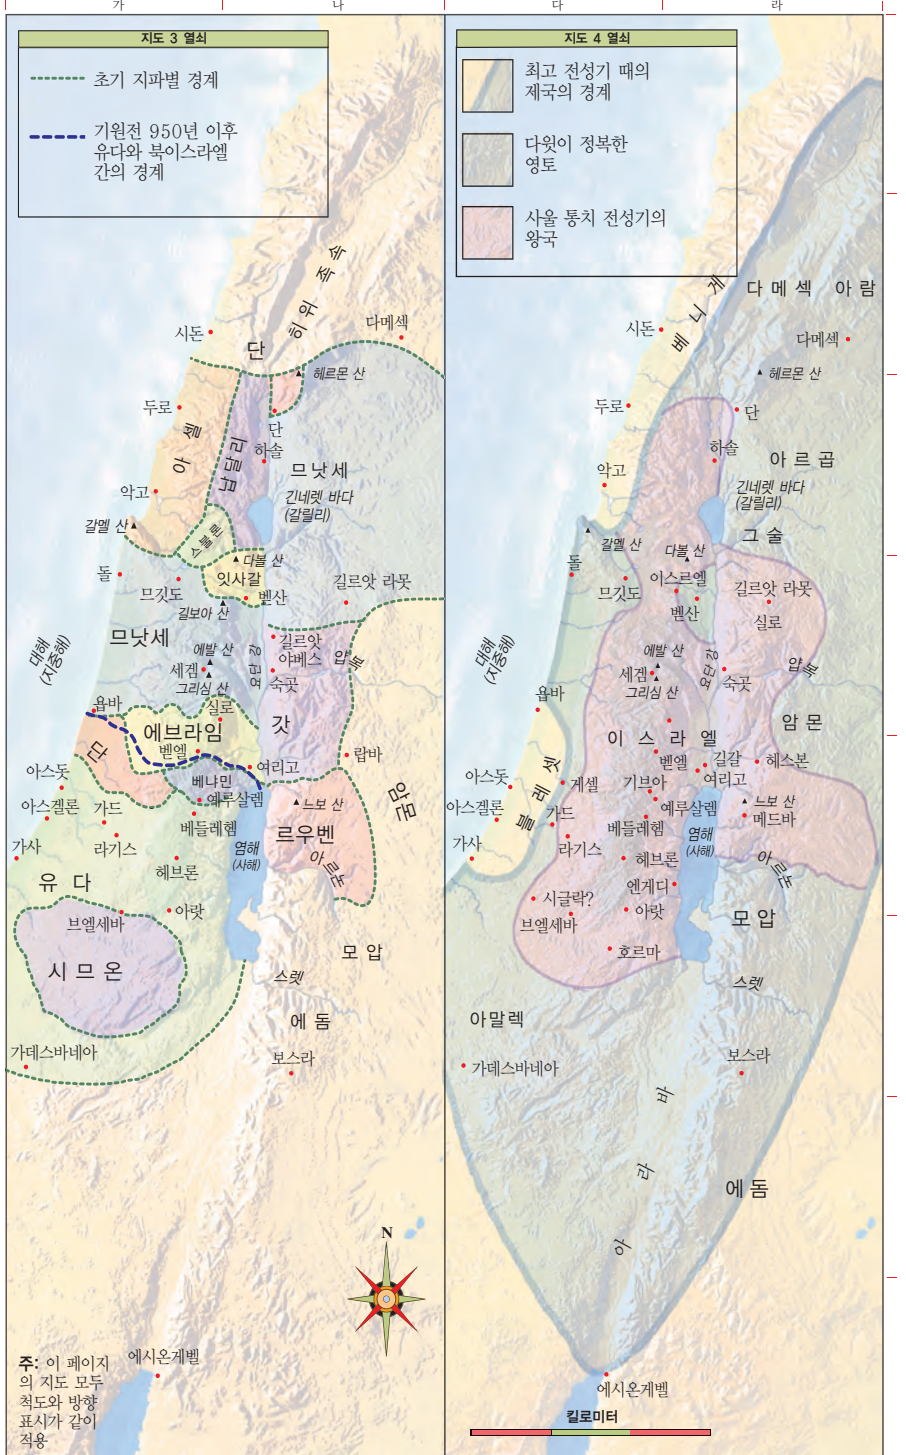 가
나
다
라
지도 3 열쇠
초기 지파별 경계
기원전 950년 이후
유다와 북이스라엘
간의 경계
히위 족속
시돈
단
다메섹
헤르몬 산
두로
아셀
납달리
단
하솔
므낫세
긴네렛 바다
(갈릴리)
악고
갈멜 산
스불론
다볼 산
잇사갈
돌
므깃도
벧산
길르앗 라못
길보아 산
므낫세
대해
(지중해)
에발 산
요단 강
길르앗
야베스
얍복
세겜
그리심 산
숙곳
욥바
실로
에브라임
갓
단
벧엘
여리고
랍바
아스돗
베냐민
예루살렘
느보 산
암몬
아스겔론
가드
베들레헴
르우벤
가사
라기스
염해
(사해)
헤브론
아르논
유다
브엘세바
아랏
시므온
모압
스렛
에돔
가데스바네아
보스라
N
주: 이 페이지
의 지도 모두
척도와 방향
표시가 같이
적용
에시온게벨
지도 4 열쇠
최고 전성기 때의
제국의 경계
다윗이 정복한
영토
사울 통치 전성기의
왕국
베니게
다메섹 아람
시돈
다메섹
헤르몬 산
두로
단
하솔
아르곱
악고
긴네렛 바다
(갈릴리)
그술
갈멜 산
다볼 산
돌
이스르엘
므깃도
길르앗 라못
벧산
실로
대해
(지중해)
에발 산
요단 강
세겜
얍복
그리심 산
숙곳
욥바
이스라엘
암몬
벧엘
길갈
헤스본
블레셋
아스돗
게셀
기브아
여리고
아스겔론
가드
예루살렘
느보 산
베들레헴
메드바
가사
라기스
염해
(사해)
헤브론
아르논
엔게디
시글락?
브엘세바
아랏
모압
호르마
스렛
아말렉
가데스바네아
보스라
아라바
에돔
에시온게벨
킬로미터